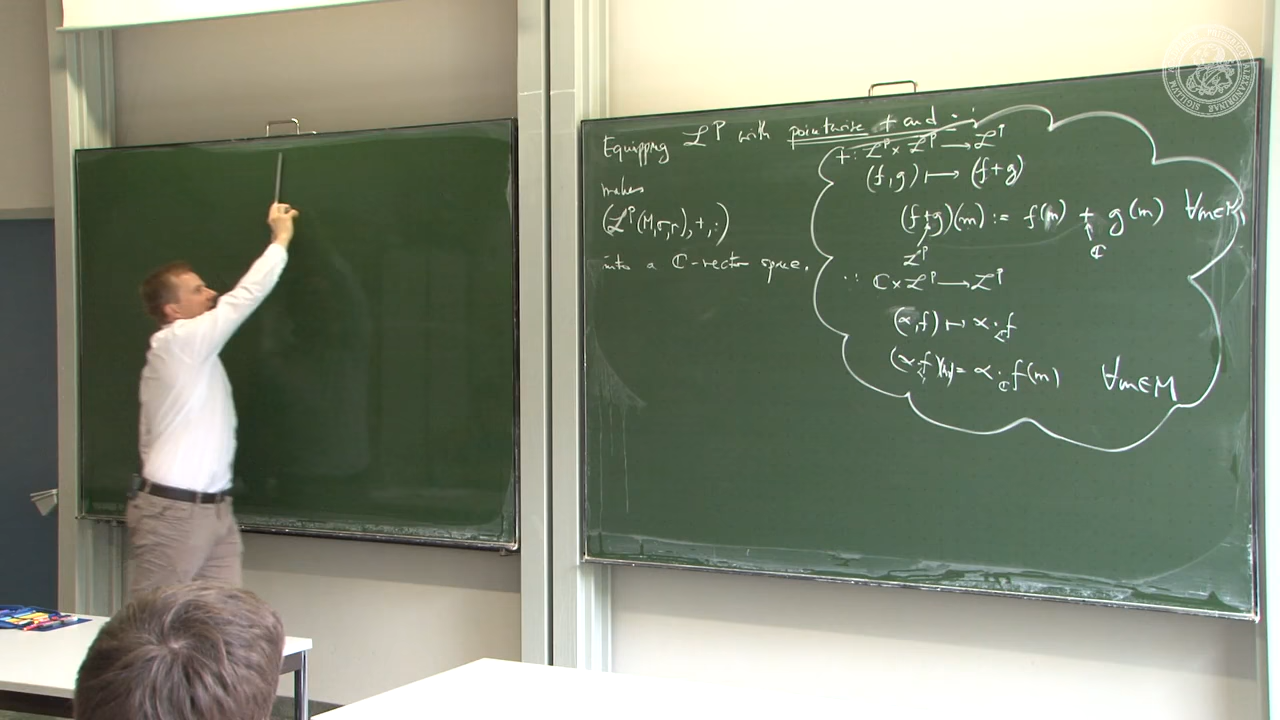 Equipping ℒᵖ with pointwise + and ·
makes
(ℒᵖ(M,σ,μ),+,·)
into a ℂ-vector space.
+: ℒᵖ × ℒᵖ ⟶ ℒᵖ
(f,g) ⟼ (f+g)
(f+g)(m) := f(m) + g(m) ∀m∈M
ℒᵖ
ℂ
·: ℂ × ℒᵖ ⟶ ℒᵖ
(α,f) ⟼ α·f
(α·f)(m) = α·f(m) ∀m∈M
ℂ